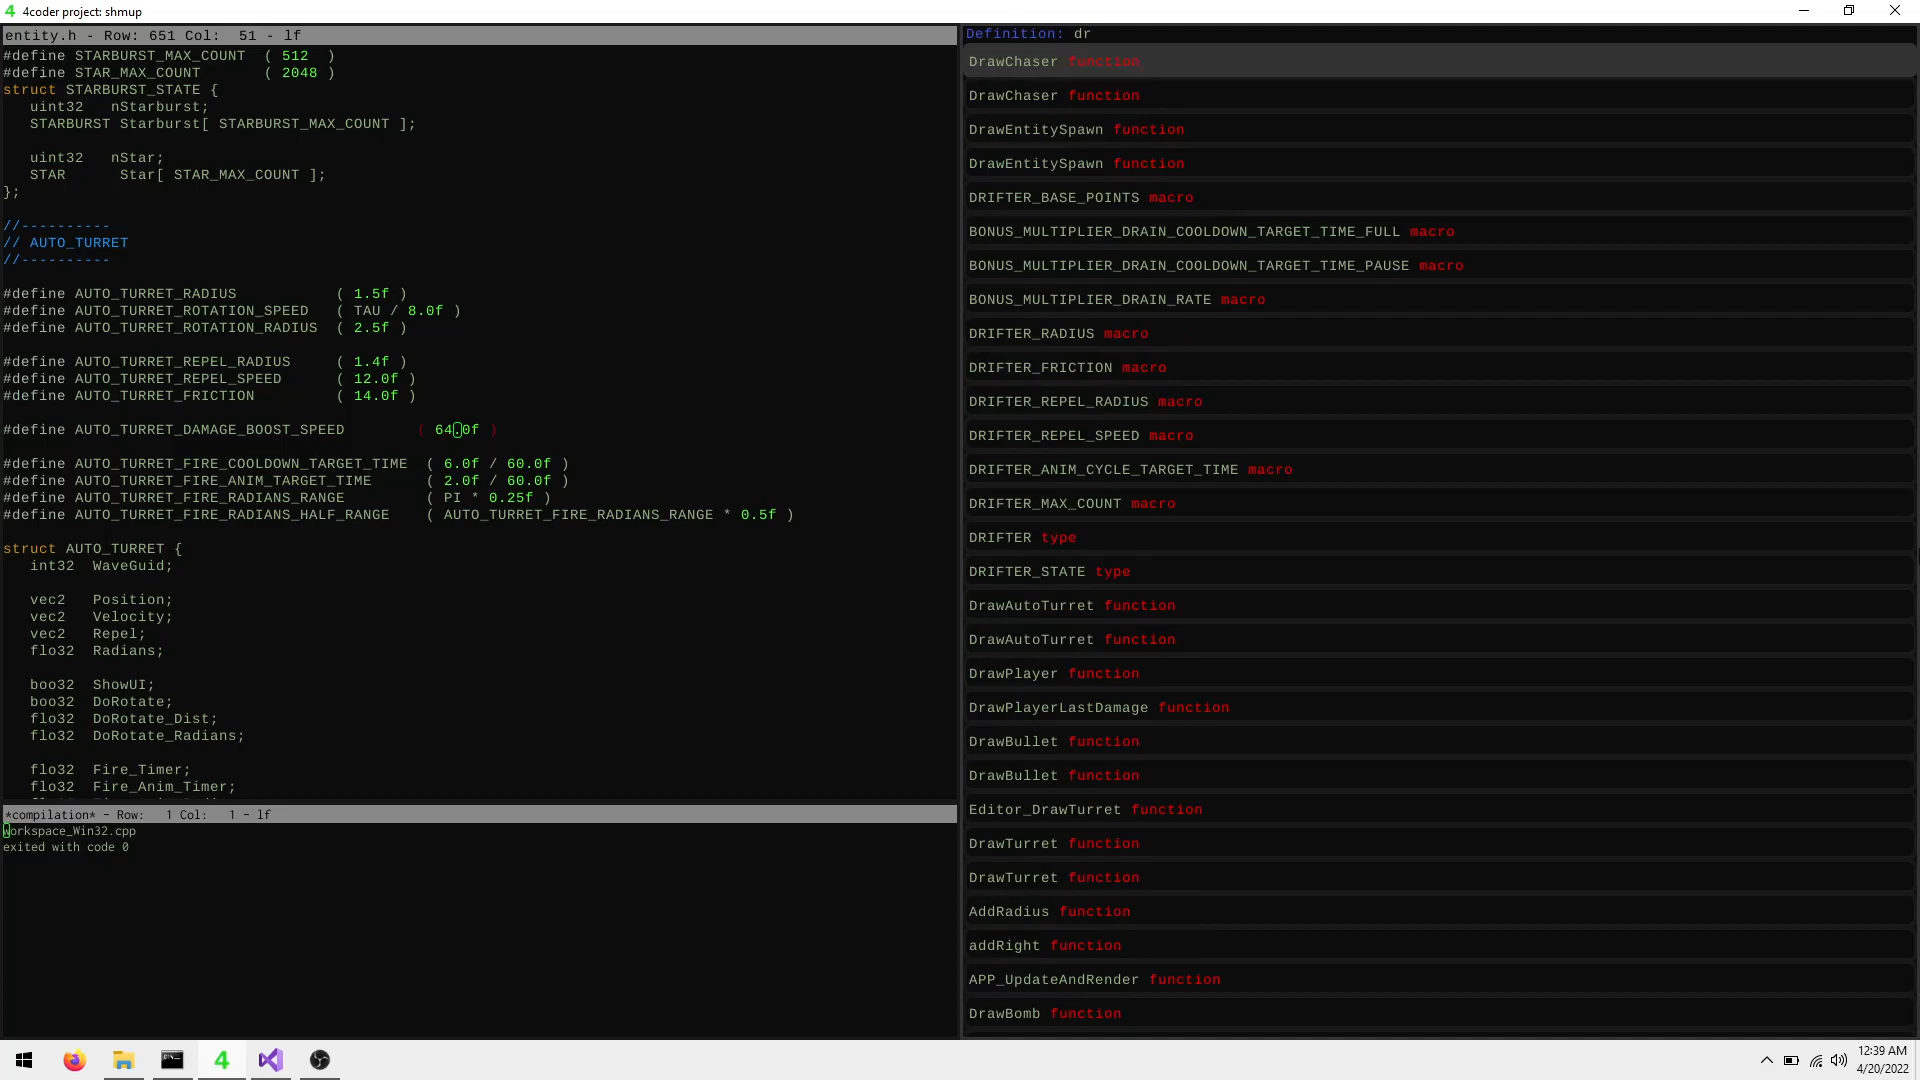 4coder project: shmup
entity.h - Row: 651 Col:  51 - lf
#define STARBURST_MAX_COUNT  ( 512  )
#define STAR_MAX_COUNT       ( 2048 )
struct STARBURST_STATE {
   uint32   nStarburst;
   STARBURST Starburst[ STARBURST_MAX_COUNT ];
   uint32   nStar;
   STAR      Star[ STAR_MAX_COUNT ];
};
//----------
// AUTO_TURRET
//----------
#define AUTO_TURRET_RADIUS           ( 1.5f )
#define AUTO_TURRET_ROTATION_SPEED   ( TAU / 8.0f )
#define AUTO_TURRET_ROTATION_RADIUS  ( 2.5f )
#define AUTO_TURRET_REPEL_RADIUS     ( 1.4f )
#define AUTO_TURRET_REPEL_SPEED      ( 12.0f )
#define AUTO_TURRET_FRICTION         ( 14.0f )
#define AUTO_TURRET_DAMAGE_BOOST_SPEED        ( 64.0f )
#define AUTO_TURRET_FIRE_COOLDOWN_TARGET_TIME  ( 6.0f / 60.0f )
#define AUTO_TURRET_FIRE_ANIM_TARGET_TIME      ( 2.0f / 60.0f )
#define AUTO_TURRET_FIRE_RADIANS_RANGE         ( PI * 0.25f )
#define AUTO_TURRET_FIRE_RADIANS_HALF_RANGE    ( AUTO_TURRET_FIRE_RADIANS_RANGE * 0.5f )
struct AUTO_TURRET {
   int32  WaveGuid;
   vec2   Position;
   vec2   Velocity;
   vec2   Repel;
   flo32  Radians;
   boo32  ShowUI;
   boo32  DoRotate;
   flo32  DoRotate_Dist;
   flo32  DoRotate_Radians;
   flo32  Fire_Timer;
   flo32  Fire_Anim_Timer;
*compilation* - Row:   1 Col:   1 - lf
workspace_Win32.cpp
exited with code 0
Definition: dr
DrawChaser function
DrawChaser function
DrawEntitySpawn function
DrawEntitySpawn function
DRIFTER_BASE_POINTS macro
BONUS_MULTIPLIER_DRAIN_COOLDOWN_TARGET_TIME_FULL macro
BONUS_MULTIPLIER_DRAIN_COOLDOWN_TARGET_TIME_PAUSE macro
BONUS_MULTIPLIER_DRAIN_RATE macro
DRIFTER_RADIUS macro
DRIFTER_FRICTION macro
DRIFTER_REPEL_RADIUS macro
DRIFTER_REPEL_SPEED macro
DRIFTER_ANIM_CYCLE_TARGET_TIME macro
DRIFTER_MAX_COUNT macro
DRIFTER type
DRIFTER_STATE type
DrawAutoTurret function
DrawAutoTurret function
DrawPlayer function
DrawPlayerLastDamage function
DrawBullet function
DrawBullet function
Editor_DrawTurret function
DrawTurret function
DrawTurret function
AddRadius function
addRight function
APP_UpdateAndRender function
DrawBomb function
12:39 AM
4/20/2022